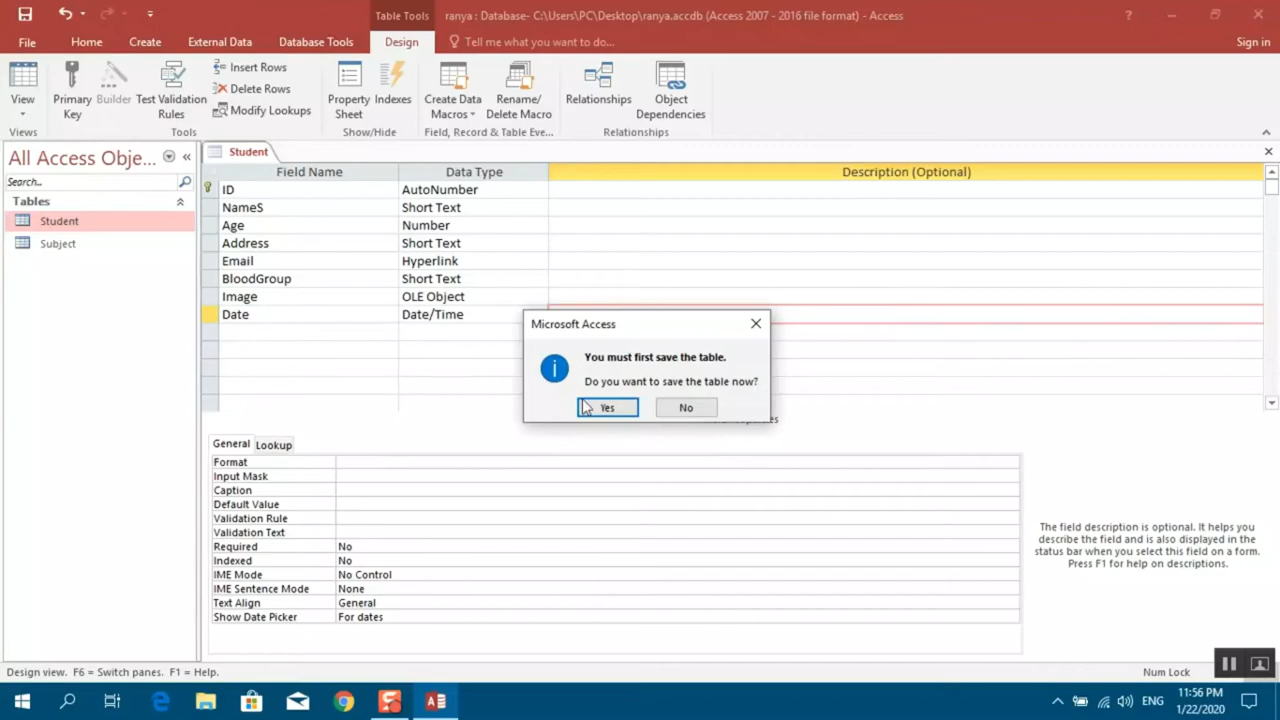 Table Tools
ranya : Database- C:\Users\PC\Desktop\ranya.accdb (Access 2007 - 2016 file format) - Access
?
File
Home
Create
External Data
Database Tools
Design
Tell me what you want to do...
Sign in
View
Primary Key
Builder
Test Validation Rules
Insert Rows
Delete Rows
Modify Lookups
Property Sheet
Indexes
Create Data Macros
Rename/ Delete Macro
Relationships
Object Dependencies
Views
Tools
Show/Hide
Field, Record & Table Eve...
Relationships
All Access Obje...
Search...
Tables
Student
Subject
Student
Field Name Data Type Description (Optional)
ID AutoNumber
NameS Short Text
Age Number
Address Short Text
Email Hyperlink
BloodGroup Short Text
Image OLE Object
Date Date/Time
Microsoft Access
You must first save the table.
Do you want to save the table now?
Yes No
General Lookup
Format
Input Mask
Caption
Default Value
Validation Rule
Validation Text
Required No
Indexed No
IME Mode No Control
IME Sentence Mode None
Text Align General
Show Date Picker For dates
The field description is optional. It helps you
describe the field and is also displayed in the
status bar when you select this field on a form.
Press F1 for help on descriptions.
Design view. F6 = Switch panes. F1 = Help.
Num Lock
ENG
11:56 PM
1/22/2020